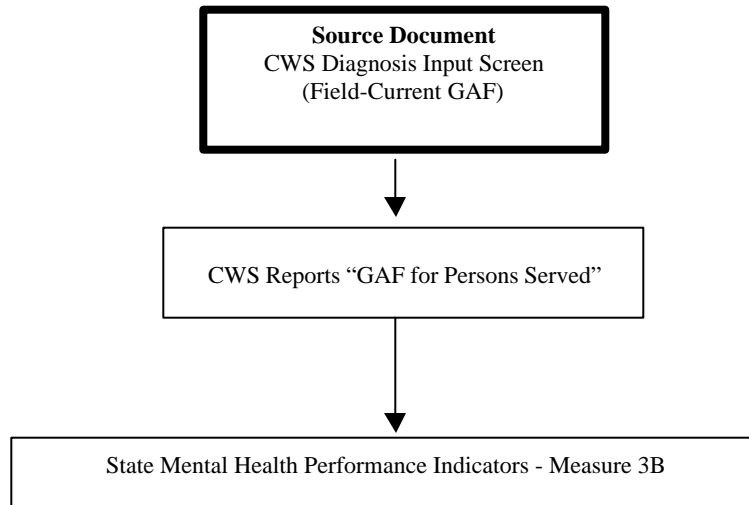 Source Document
CWS Diagnosis Input Screen
(Field-Current GAF)
CWS Reports “GAF for Persons Served”
State Mental Health Performance Indicators - Measure 3B